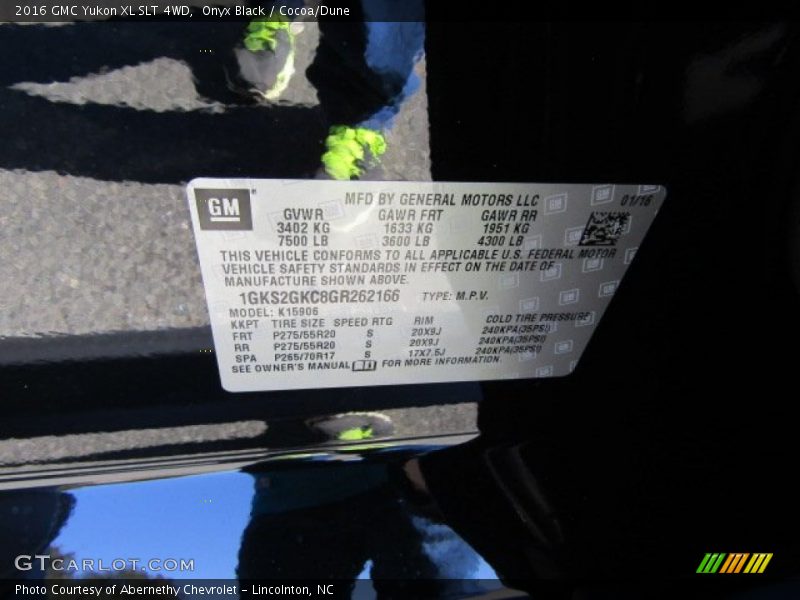 2016 GMC Yukon XL SLT 4WD,  Onyx Black / Cocoa/Dune
GM
MFD BY GENERAL MOTORS LLC
01/16
GVWR GAWR FRT GAWR RR
3402 KG 1633 KG 1951 KG
7500 LB 3600 LB 4300 LB
THIS VEHICLE CONFORMS TO ALL APPLICABLE U.S. FEDERAL MOTOR
VEHICLE SAFETY STANDARDS IN EFFECT ON THE DATE OF
MANUFACTURE SHOWN ABOVE.
1GKS2GKC8GR262166 TYPE: M.P.V.
MODEL: K15906
KKPT TIRE SIZE SPEED RTG RIM COLD TIRE PRESSURE
FRT P275/55R20 S 20X9J 240KPA(35PSI)
RR P275/55R20 S 20X9J 240KPA(35PSI)
SPA P265/70R17 S 17X7.5J 240KPA(35PSI)
SEE OWNER'S MANUAL FOR MORE INFORMATION.
GTCARLOT.COM
Photo Courtesy of Abernethy Chevrolet – Lincolnton, NC